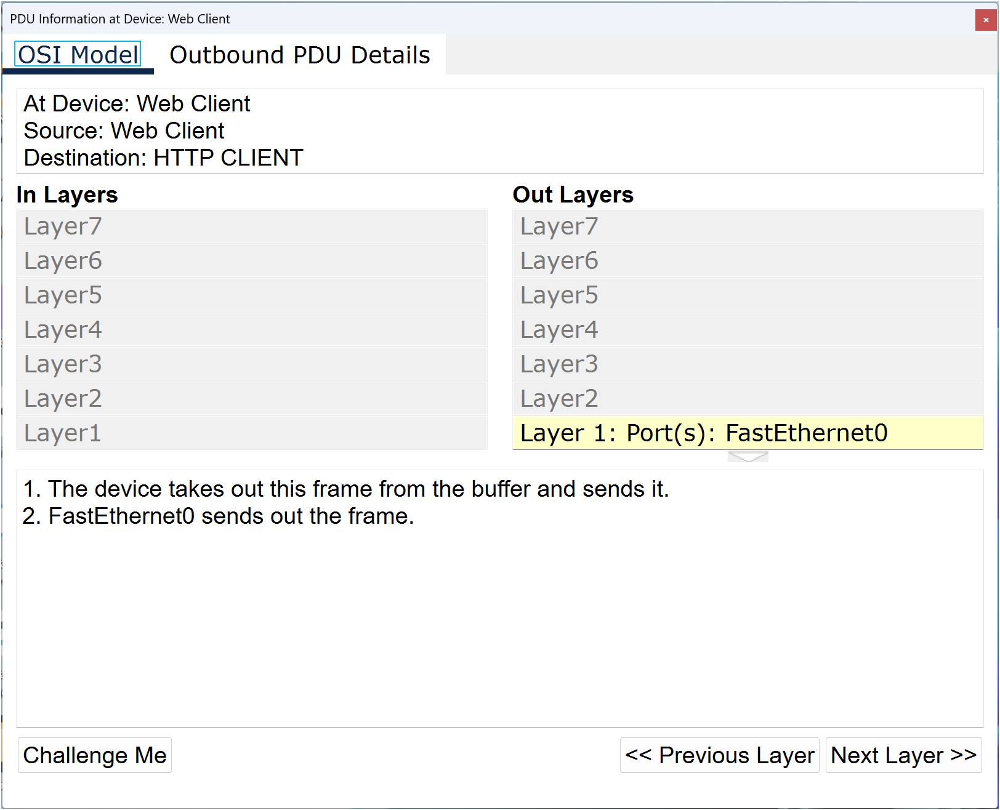 PDU Information at Device: Web Client
×
OSI Model
Outbound PDU Details
At Device: Web Client
Source: Web Client
Destination: HTTP CLIENT
In Layers
Layer7
Layer6
Layer5
Layer4
Layer3
Layer2
Layer1
Out Layers
Layer7
Layer6
Layer5
Layer4
Layer3
Layer2
Layer 1: Port(s): FastEthernet0
1. The device takes out this frame from the buffer and sends it.
2. FastEthernet0 sends out the frame.
Challenge Me
<< Previous Layer
Next Layer >>